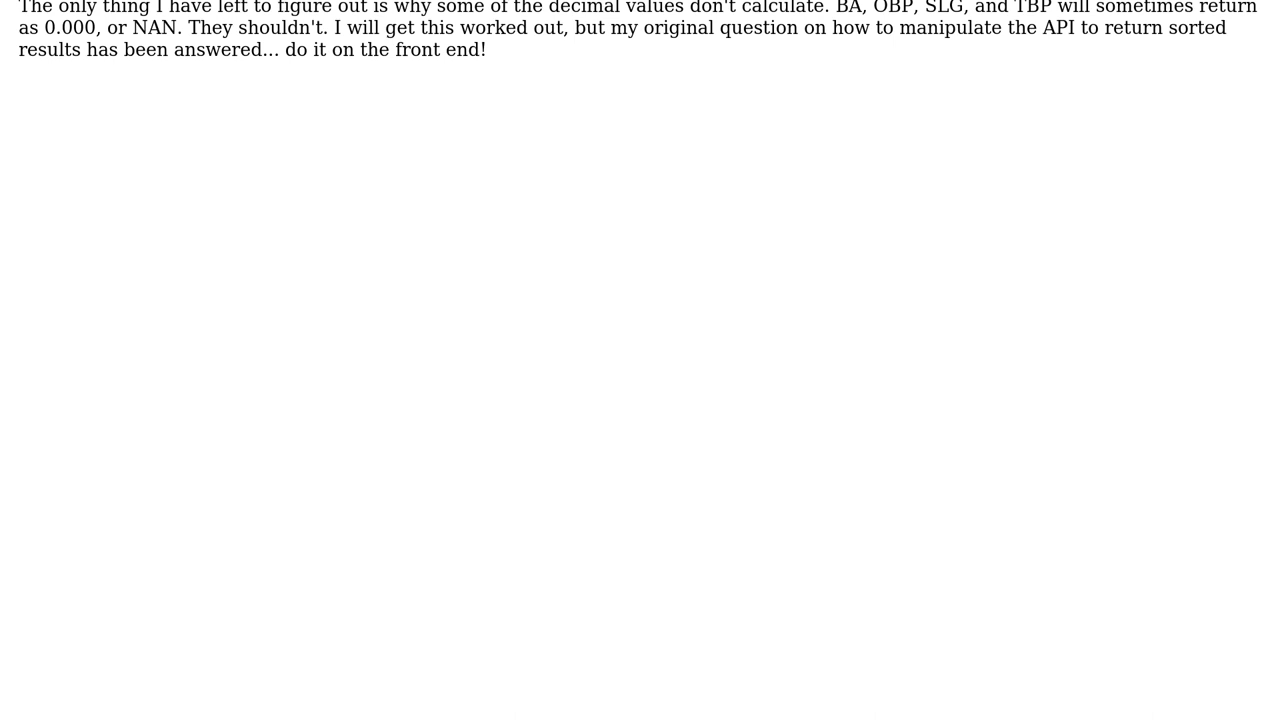 The only thing I have left to figure out is why some of the decimal values don't calculate. BA, OBP, SLG, and TBP will sometimes return
as 0.000, or NAN. They shouldn't. I will get this worked out, but my original question on how to manipulate the API to return sorted
results has been answered... do it on the front end!